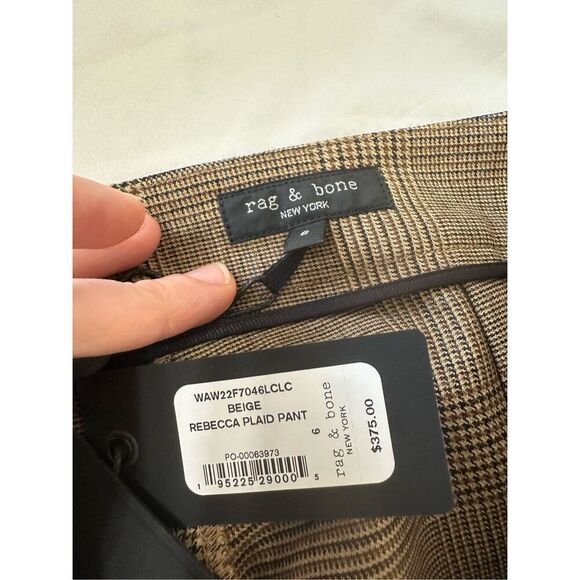 rag & bone
NEW YORK
6
WAW22F7046LCLC
BEIGE
REBECCA PLAID PANT
PO-00063973
1 95225 29000 5
6
rag & bone
NEW YORK
$375.00